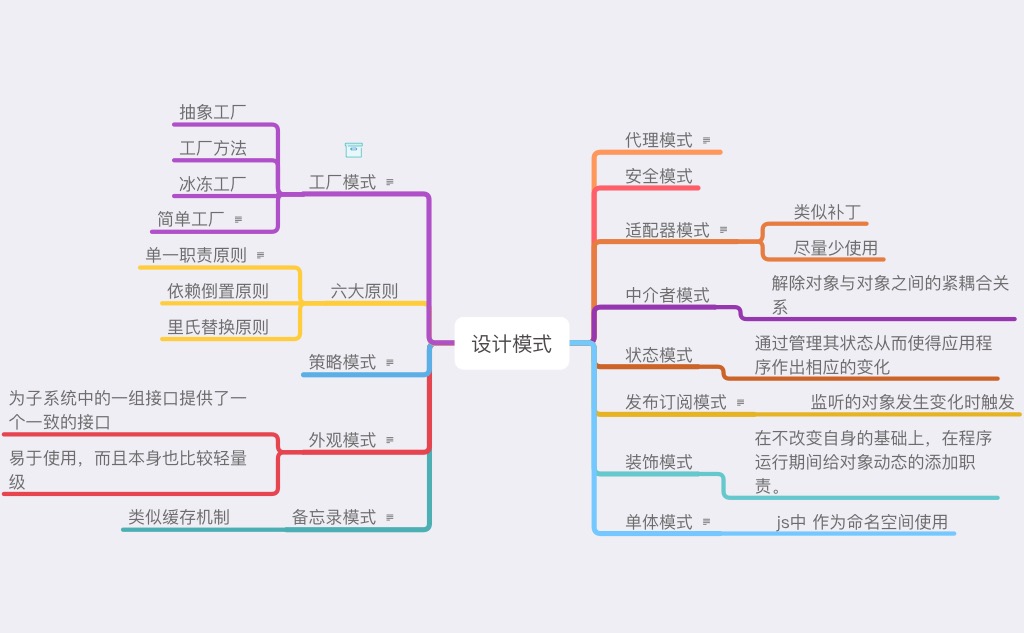 设计模式
工厂模式
抽象工厂
工厂方法
冰冻工厂
简单工厂
六大原则
单一职责原则
依赖倒置原则
里氏替换原则
策略模式
外观模式
为子系统中的一组接口提供了一
个一致的接口
易于使用，而且本身也比较轻量
级
备忘录模式
类似缓存机制
代理模式
安全模式
适配器模式
类似补丁
尽量少使用
中介者模式
解除对象与对象之间的紧耦合关
系
状态模式
通过管理其状态从而使得应用程
序作出相应的变化
发布订阅模式
监听的对象发生变化时触发
装饰模式
在不改变自身的基础上，在程序
运行期间给对象动态的添加职
责。
单体模式
js中 作为命名空间使用